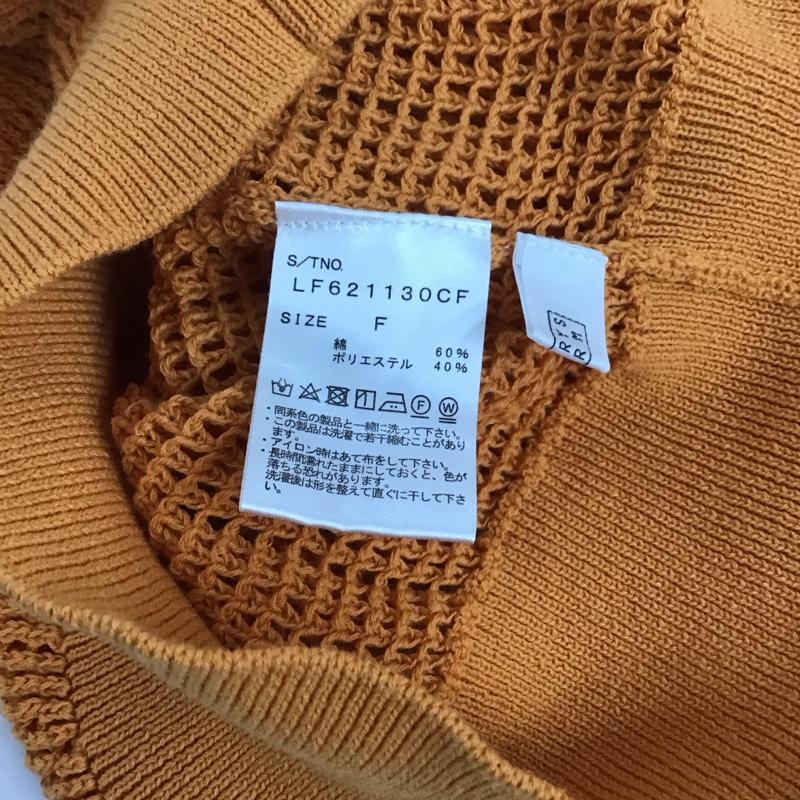 S/TNO.
LF621130CF
SIZE F
綿 60%
ポリエステル 40%
F W
・同系色の製品と一緒に洗って下さい。
・この製品は洗濯で若干縮むことがあり
ます。
・アイロン時はあて布をして下さい。
・長時間濡れたままにしておくと、色が
落ちる恐れがあります。
洗濯後は形を整えて直ぐに干して下さ
い。